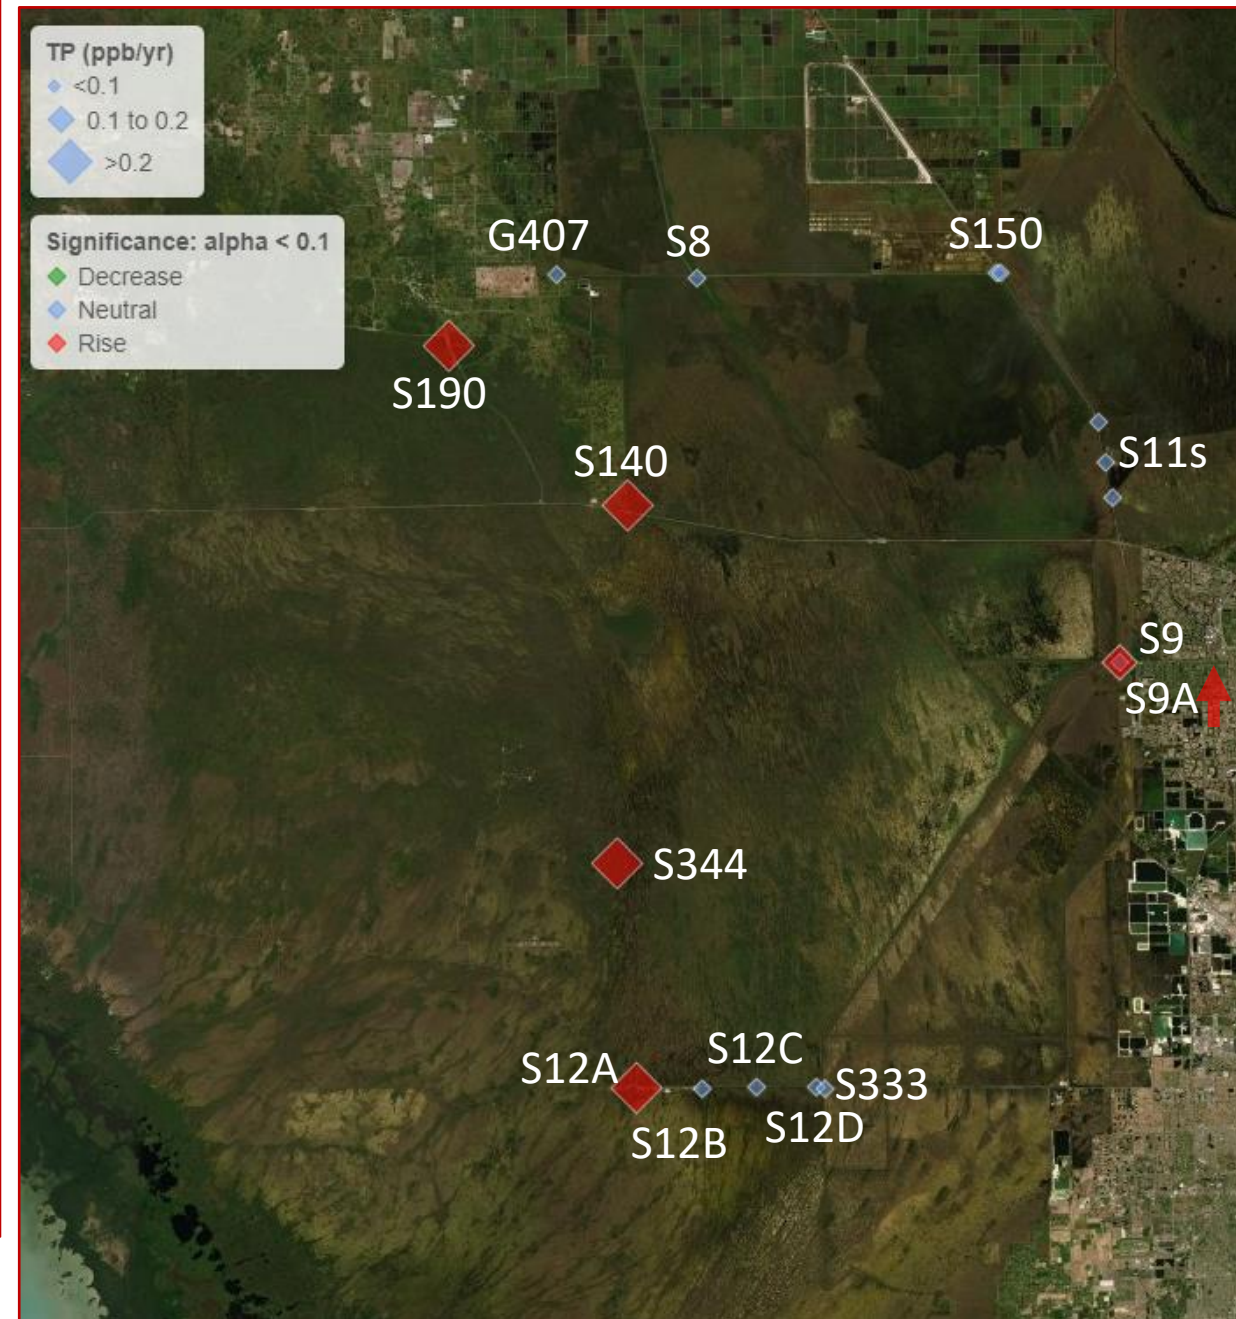 TP (ppb/yr)
<0.1
0.1 to 0.2
>0.2
Significance: alpha < 0.1
Decrease
Neutral
Rise
G407
S8
S150
S190
S140
S11s
S9
S9A
S344
S12A
S12C
S333
S12D
S12B